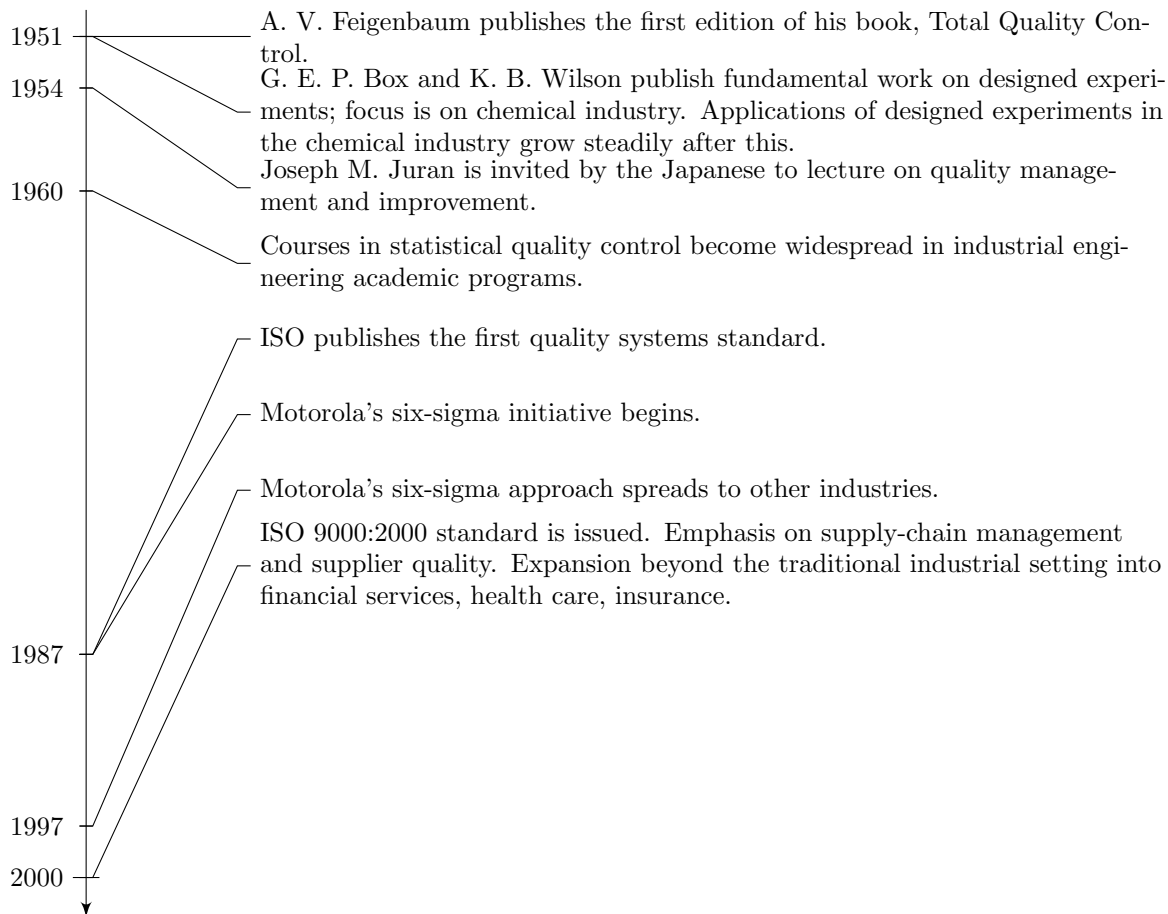 1951
A. V. Feigenbaum publishes the first edition of his book, Total Quality Con-
trol.
1954
G. E. P. Box and K. B. Wilson publish fundamental work on designed experi-
ments; focus is on chemical industry. Applications of designed experiments in
the chemical industry grow steadily after this.
Joseph M. Juran is invited by the Japanese to lecture on quality manage-
ment and improvement.
1960
Courses in statistical quality control become widespread in industrial engi-
neering academic programs.
ISO publishes the first quality systems standard.
Motorola's six-sigma initiative begins.
Motorola's six-sigma approach spreads to other industries.
ISO 9000:2000 standard is issued. Emphasis on supply-chain management
and supplier quality. Expansion beyond the traditional industrial setting into
financial services, health care, insurance.
1987
1997
2000